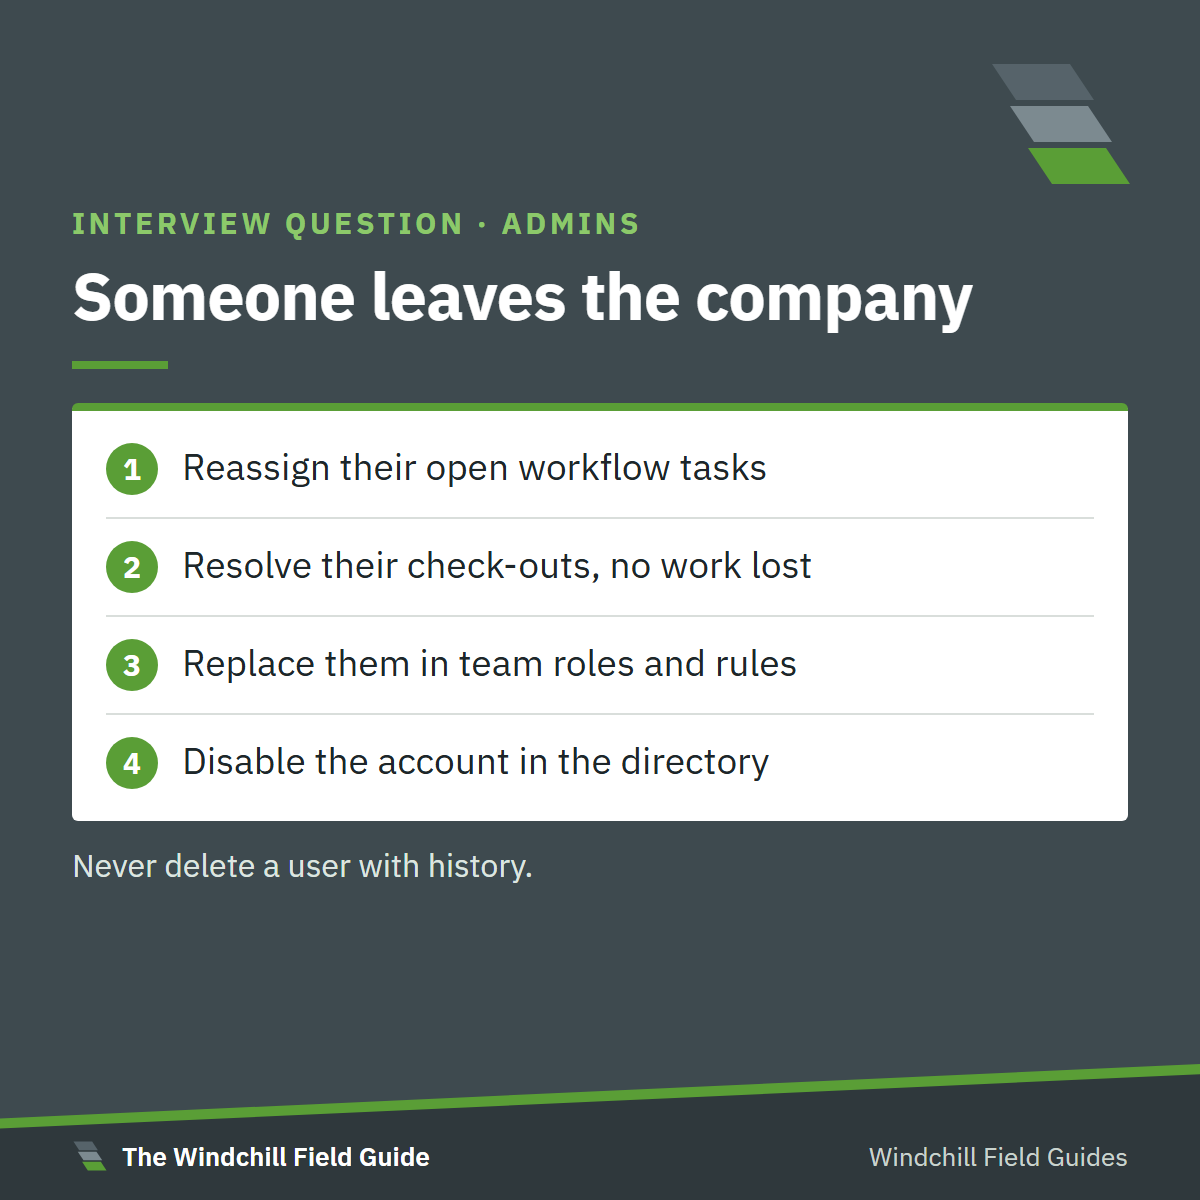 INTERVIEW QUESTION · ADMINS
Someone leaves the company
1 Reassign their open workflow tasks
2 Resolve their check-outs, no work lost
3 Replace them in team roles and rules
4 Disable the account in the directory
Never delete a user with history.
The Windchill Field Guide
Windchill Field Guides